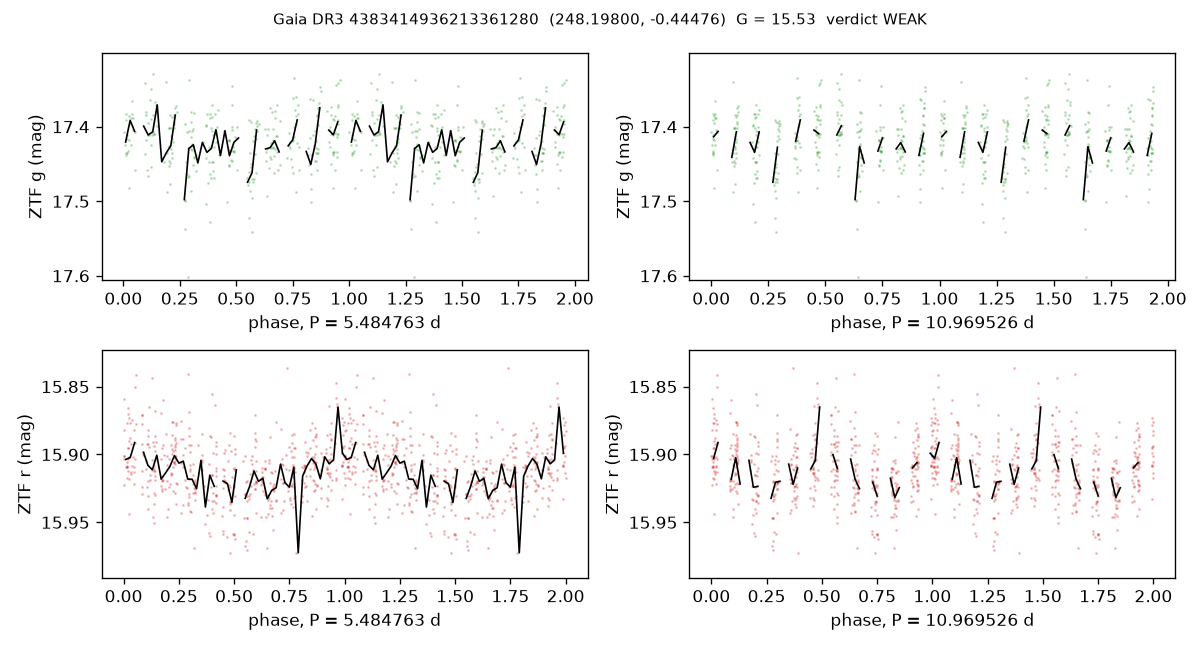 Gaia DR3 4383414936213361280  (248.19800, -0.44476)  G = 15.53  verdict WEAK
ZTF g (mag)
17.4
17.5
17.6
0.00 0.25 0.50 0.75 1.00 1.25 1.50 1.75 2.00
phase, P = 5.484763 d
ZTF g (mag)
17.4
17.5
17.6
0.00 0.25 0.50 0.75 1.00 1.25 1.50 1.75 2.00
phase, P = 10.969526 d
ZTF r (mag)
15.85
15.90
15.95
0.00 0.25 0.50 0.75 1.00 1.25 1.50 1.75 2.00
phase, P = 5.484763 d
ZTF r (mag)
15.85
15.90
15.95
0.00 0.25 0.50 0.75 1.00 1.25 1.50 1.75 2.00
phase, P = 10.969526 d